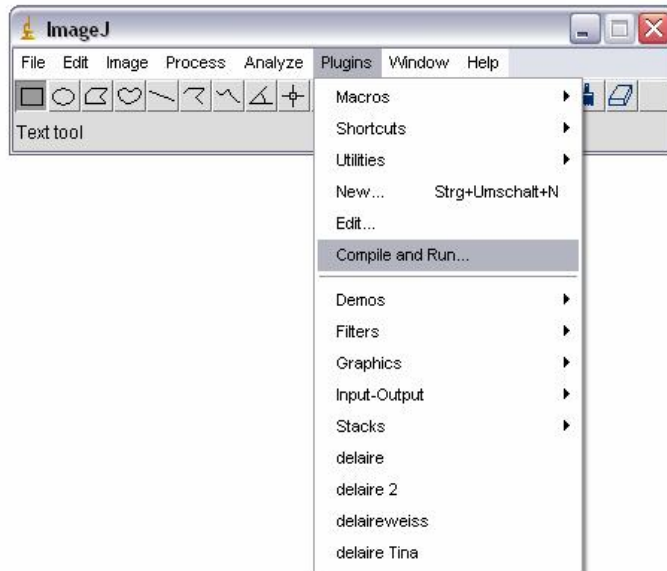 ImageJ
File Edit Image Process Analyze Plugins Window Help
Text tool
Macros
Shortcuts
Utilities
New... Strg+Umschalt+N
Edit...
Compile and Run...
Demos
Filters
Graphics
Input-Output
Stacks
delaire
delaire 2
delaireweiss
delaire Tina